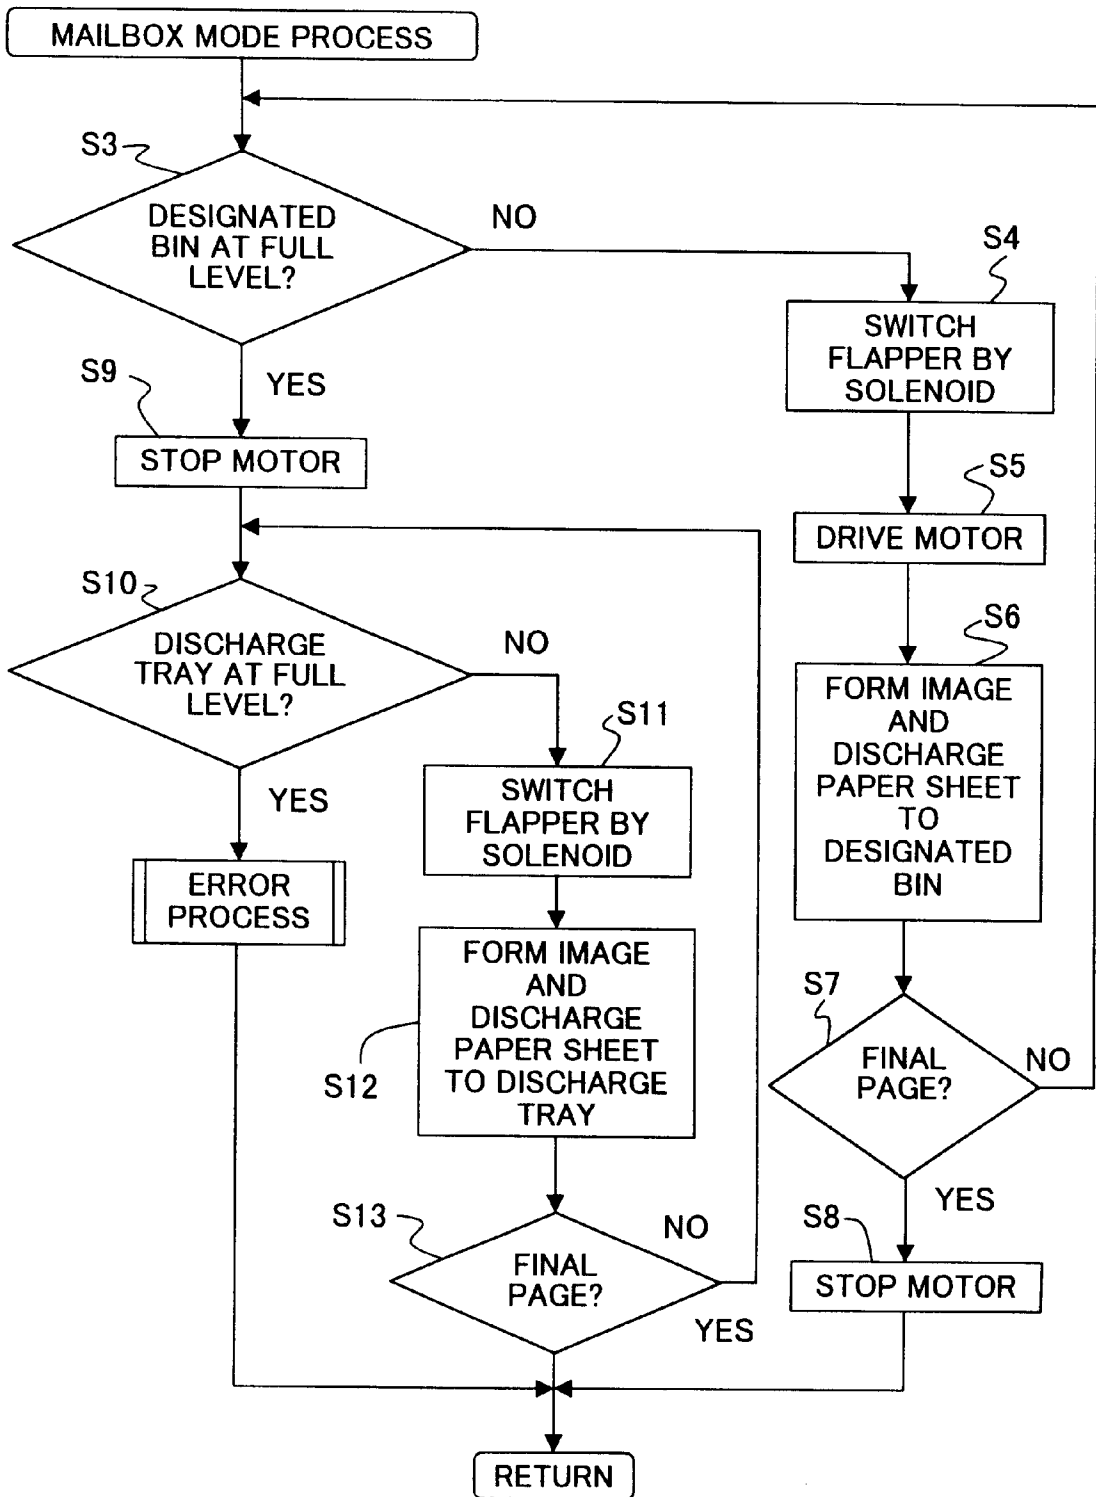 MAILBOX MODE PROCESS
S3
DESIGNATED
BIN AT FULL
LEVEL?
NO
YES
S4
SWITCH
FLAPPER BY
SOLENOID
S5
DRIVE MOTOR
S6
FORM IMAGE
AND
DISCHARGE
PAPER SHEET
TO
DESIGNATED
BIN
S7
FINAL
PAGE?
NO
YES
S8
STOP MOTOR
S9
STOP MOTOR
S10
DISCHARGE
TRAY AT FULL
LEVEL?
NO
YES
ERROR
PROCESS
S11
SWITCH
FLAPPER BY
SOLENOID
S12
FORM IMAGE
AND
DISCHARGE
PAPER SHEET
TO DISCHARGE
TRAY
S13
FINAL
PAGE?
NO
YES
RETURN